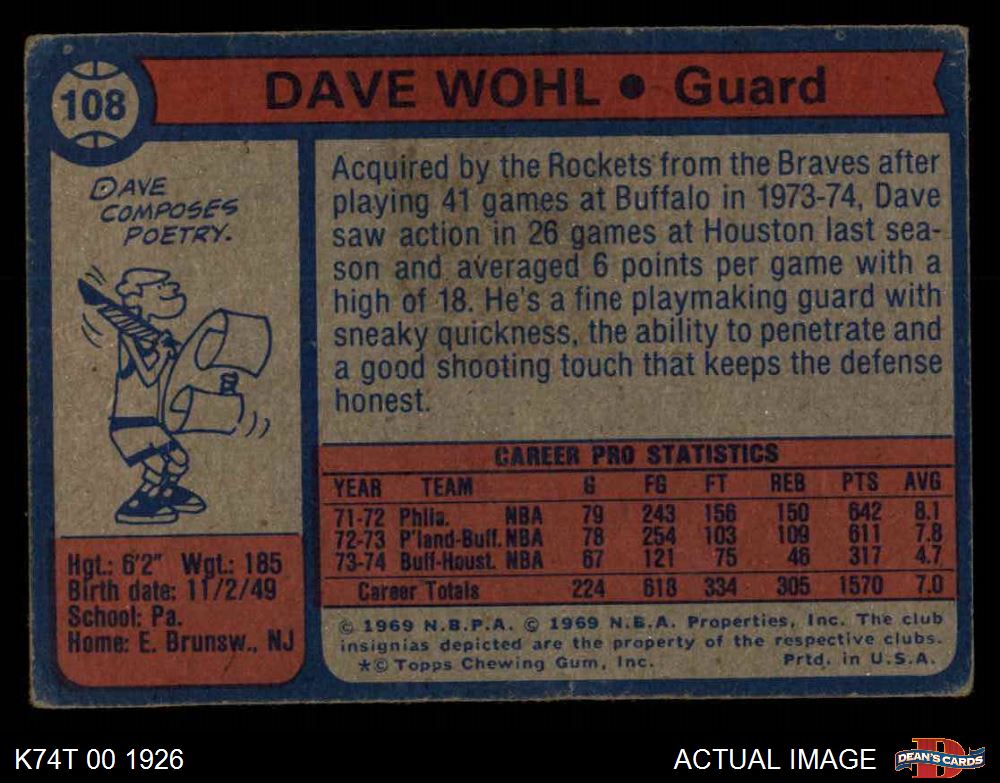 108
DAVE WOHL • Guard
DAVE
COMPOSES
POETRY.
Acquired by the Rockets from the Braves after
playing 41 games at Buffalo in 1973-74, Dave
saw action in 26 games at Houston last sea-
son and averaged 6 points per game with a
high of 18. He's a fine playmaking guard with
sneaky quickness, the ability to penetrate and
a good shooting touch that keeps the defense
honest.
CAREER PRO STATISTICS
YEAR TEAM G FG FT REB PTS AVG
71-72 Phila. NBA 79 243 156 150 642 8.1
72-73 P'land-Buff. NBA 78 254 103 109 611 7.8
73-74 Buff-Houst. NBA 67 121 75 46 317 4.7
Career Totals 224 618 334 305 1570 7.0
Hgt.: 6'2" Wgt.: 185
Birth date: 11/2/49
School: Pa.
Home: E. Brunsw., NJ
© 1969 N.B.P.A. © 1969 N.B.A. Properties, Inc. The club
insignias depicted are the property of the respective clubs.
*© Topps Chewing Gum, Inc. Prtd. in U.S.A.
K74T 00 1926
ACTUAL IMAGE
D
DEAN'S CARDS